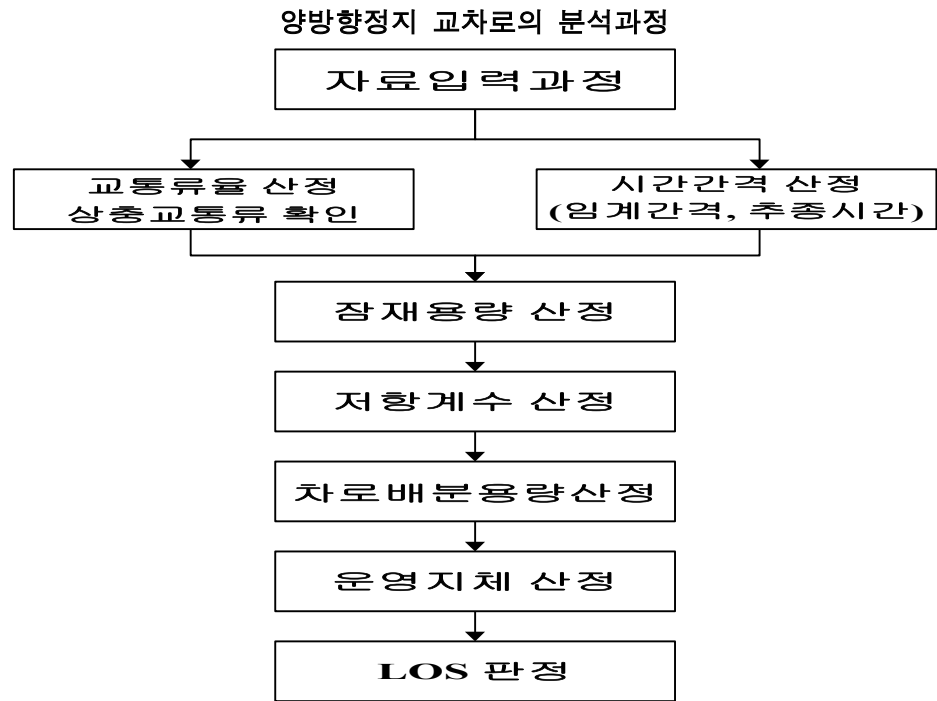 양방향정지 교차로의 분석과정
자료입력과정
교통류율 산정
상충교통류 확인
시간간격 산정
(임계간격, 추종시간)
잠재용량 산정
저항계수 산정
차로배분용량산정
운영지체 산정
LOS 판정